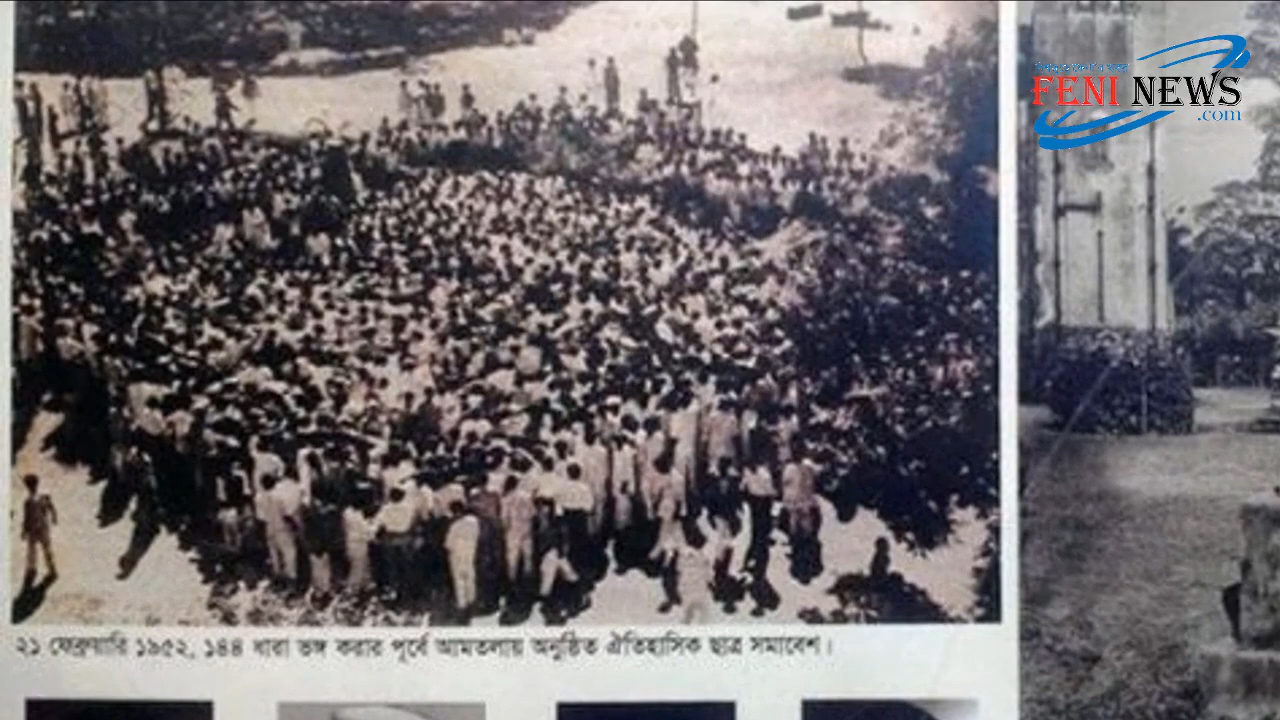 FENI NEWS
.com
২১ ফেব্রুয়ারি ১৯৫২, ১৪৪ ধারা ভঙ্গ করার পূর্বে আমতলায় অনুষ্ঠিত ঐতিহাসিক ছাত্র সমাবেশ।